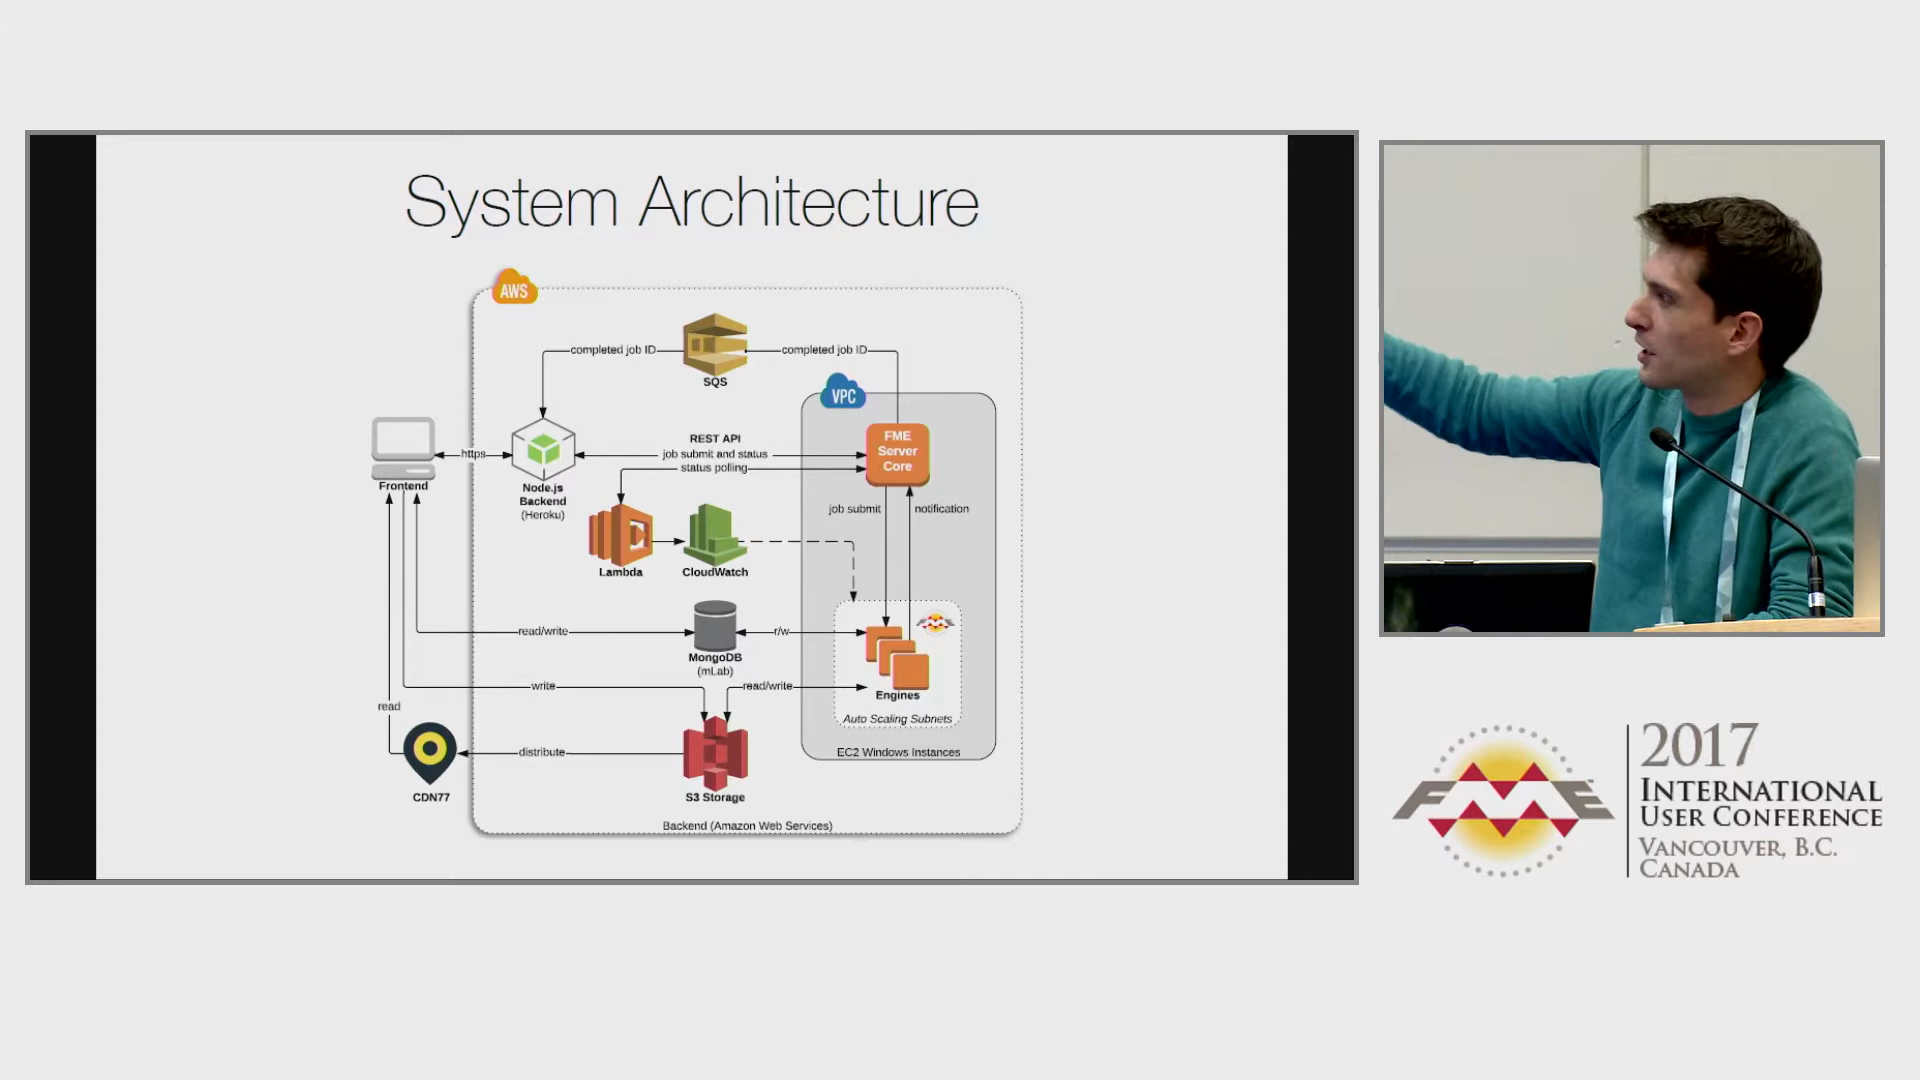 System Architecture
AWS
completed job ID
completed job ID
SQS
VPC
FME
Server
Core
REST API
job submit and status
status polling
https
Frontend
Node.js
Backend
(Heroku)
job submit
notification
Lambda
CloudWatch
read/write
r/w
MongoDB
(mLab)
write
read/write
Engines
read
Auto Scaling Subnets
distribute
EC2 Windows Instances
CDN77
S3 Storage
Backend (Amazon Web Services)
FME
2017
INTERNATIONAL
USER CONFERENCE
VANCOUVER, B.C.
CANADA